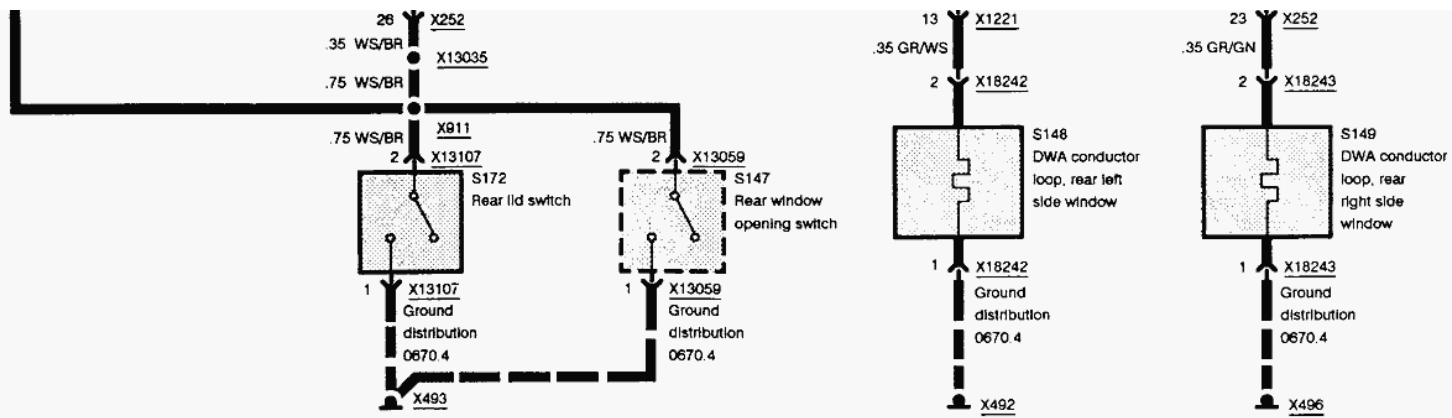 26 X252
.35 WS/BR
X13035
.75 WS/BR
X911
.75 WS/BR
2 X13107
S172
Rear lid switch
1 X13107
Ground
distribution
0670.4
X493
.75 WS/BR
2 X13059
S147
Rear window
opening switch
1 X13059
Ground
distribution
0670.4
13 X1221
.35 GR/WS
2 X18242
S148
DWA conductor
loop, rear left
side window
1 X18242
Ground
distribution
0670.4
X492
23 X252
.35 GR/GN
2 X18243
S149
DWA conductor
loop, rear
right side
window
1 X18243
Ground
distribution
0670.4
X496